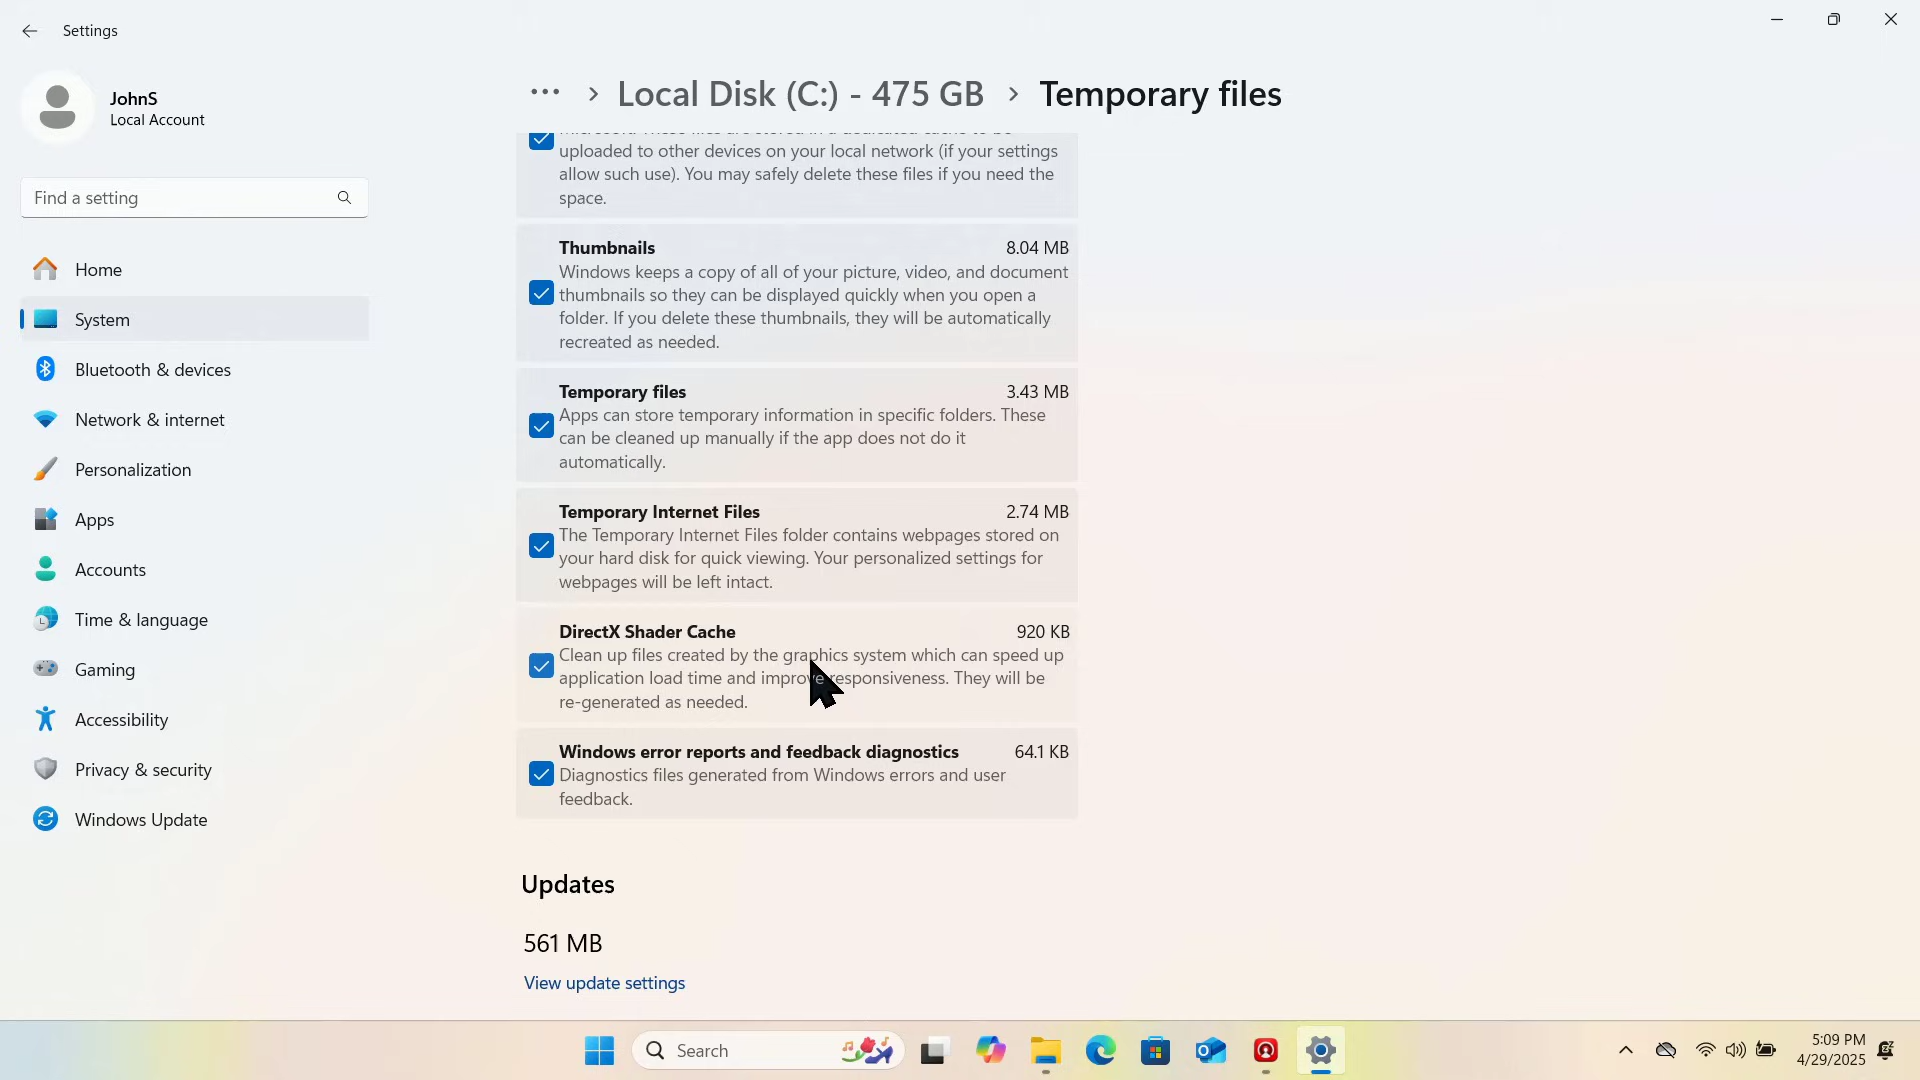 Settings
JohnS
Local Account
Find a setting
Home
System
Bluetooth & devices
Network & internet
Personalization
Apps
Accounts
Time & language
Gaming
Accessibility
Privacy & security
Windows Update
··· > Local Disk (C:) - 475 GB > Temporary files
uploaded to other devices on your local network (if your settings
allow such use). You may safely delete these files if you need the
space.
Thumbnails 8.04 MB
Windows keeps a copy of all of your picture, video, and document
thumbnails so they can be displayed quickly when you open a
folder. If you delete these thumbnails, they will be automatically
recreated as needed.
Temporary files 3.43 MB
Apps can store temporary information in specific folders. These
can be cleaned up manually if the app does not do it
automatically.
Temporary Internet Files 2.74 MB
The Temporary Internet Files folder contains webpages stored on
your hard disk for quick viewing. Your personalized settings for
webpages will be left intact.
DirectX Shader Cache 920 KB
Clean up files created by the graphics system which can speed up
application load time and improve responsiveness. They will be
re-generated as needed.
Windows error reports and feedback diagnostics 64.1 KB
Diagnostics files generated from Windows errors and user
feedback.
Updates
561 MB
View update settings
Search
5:09 PM
4/29/2025